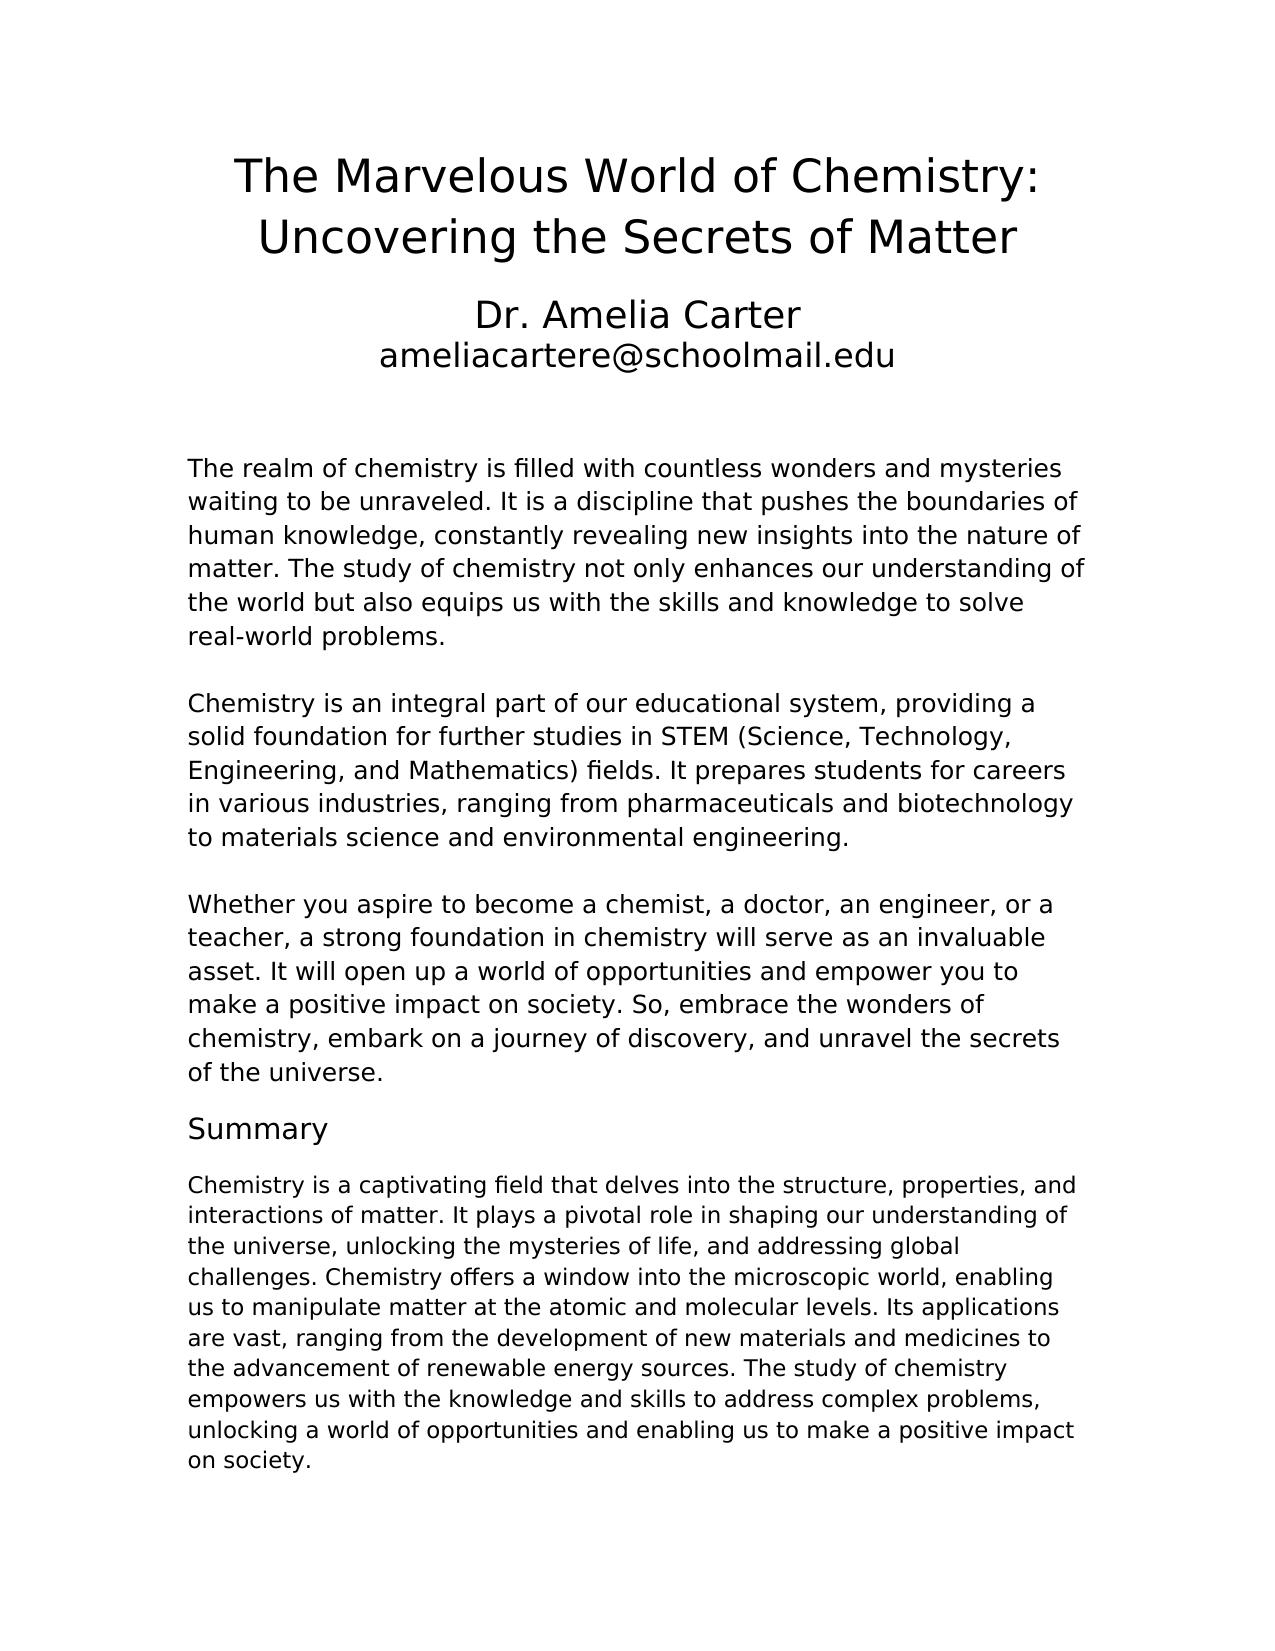 The Marvelous World of Chemistry:
Uncovering the Secrets of Matter
Dr. Amelia Carter
ameliacartere@schoolmail.edu
The realm of chemistry is filled with countless wonders and mysteries
waiting to be unraveled. It is a discipline that pushes the boundaries of
human knowledge, constantly revealing new insights into the nature of
matter. The study of chemistry not only enhances our understanding of
the world but also equips us with the skills and knowledge to solve
real-world problems.
Chemistry is an integral part of our educational system, providing a
solid foundation for further studies in STEM (Science, Technology,
Engineering, and Mathematics) fields. It prepares students for careers
in various industries, ranging from pharmaceuticals and biotechnology
to materials science and environmental engineering.
Whether you aspire to become a chemist, a doctor, an engineer, or a
teacher, a strong foundation in chemistry will serve as an invaluable
asset. It will open up a world of opportunities and empower you to
make a positive impact on society. So, embrace the wonders of
chemistry, embark on a journey of discovery, and unravel the secrets
of the universe.
Summary
Chemistry is a captivating field that delves into the structure, properties, and
interactions of matter. It plays a pivotal role in shaping our understanding of
the universe, unlocking the mysteries of life, and addressing global
challenges. Chemistry offers a window into the microscopic world, enabling
us to manipulate matter at the atomic and molecular levels. Its applications
are vast, ranging from the development of new materials and medicines to
the advancement of renewable energy sources. The study of chemistry
empowers us with the knowledge and skills to address complex problems,
unlocking a world of opportunities and enabling us to make a positive impact
on society.